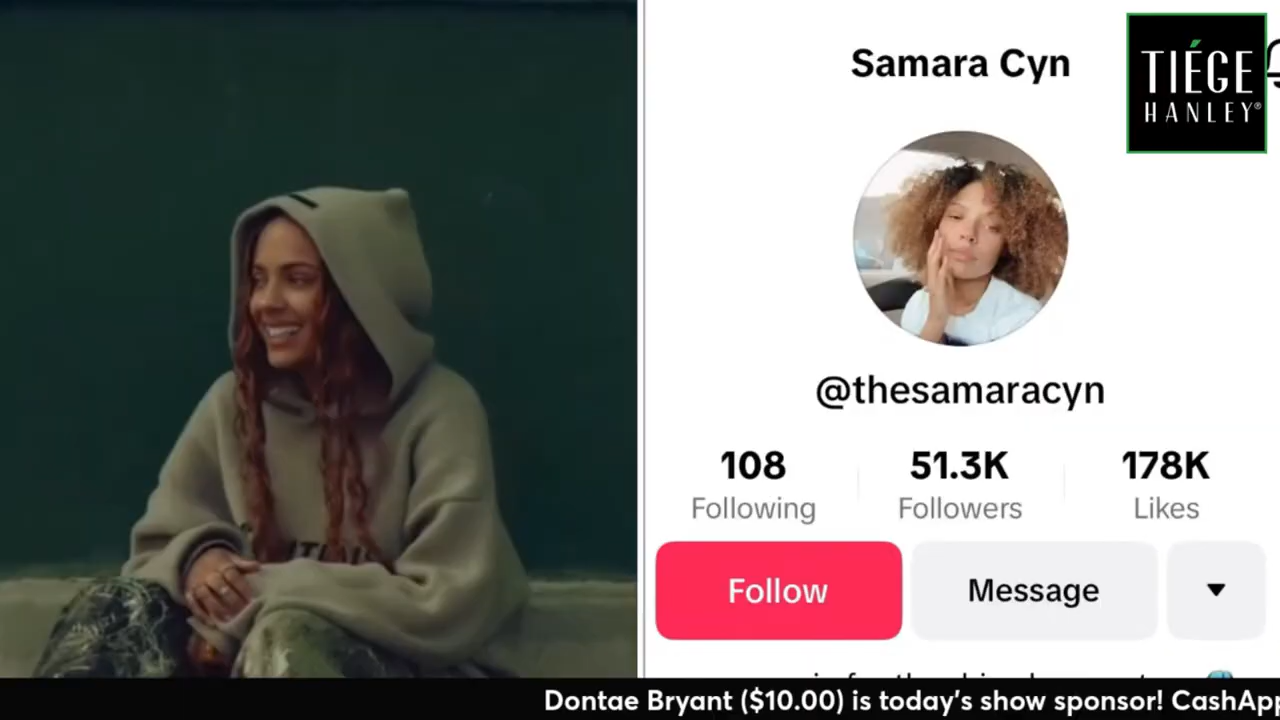 Samara Cyn
TIÉGE
HANLEY®
@thesamaracyn
108
Following
51.3K
Followers
178K
Likes
Follow
Message
Dontae Bryant ($10.00) is today's show sponsor! CashApp